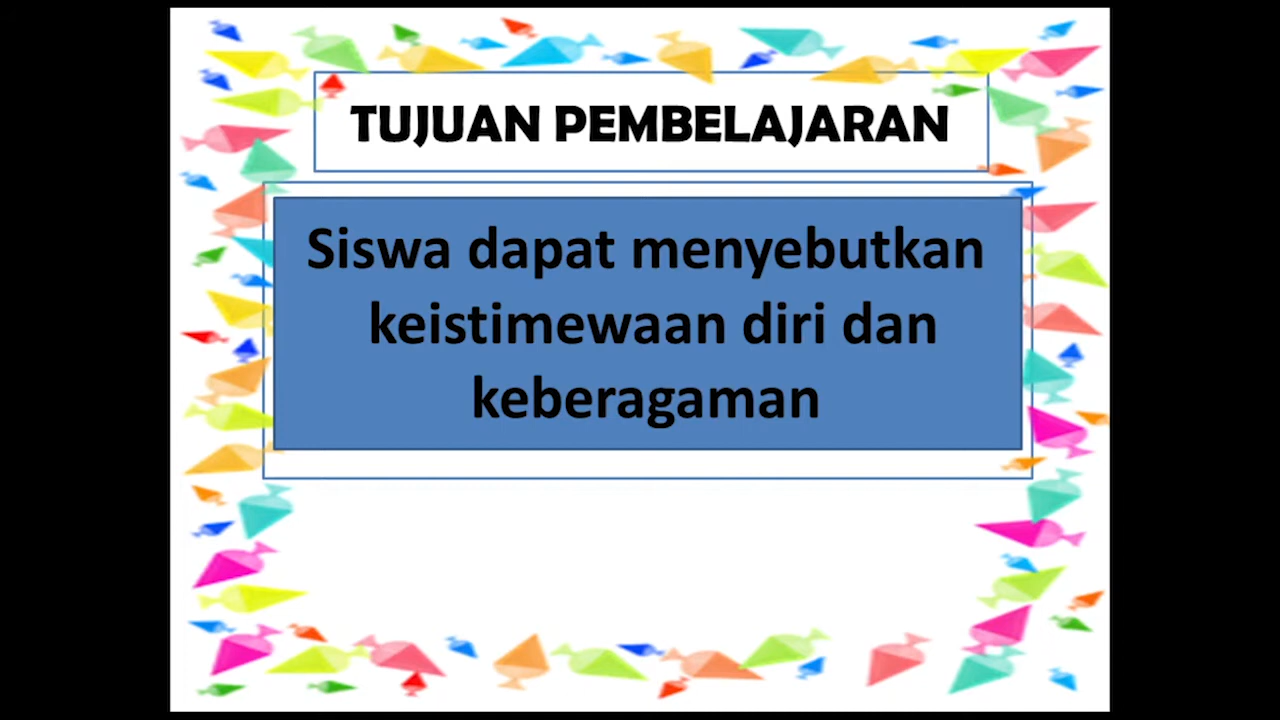 TUJUAN PEMBELAJARAN
Siswa dapat menyebutkan
keistimewaan diri dan
keberagaman